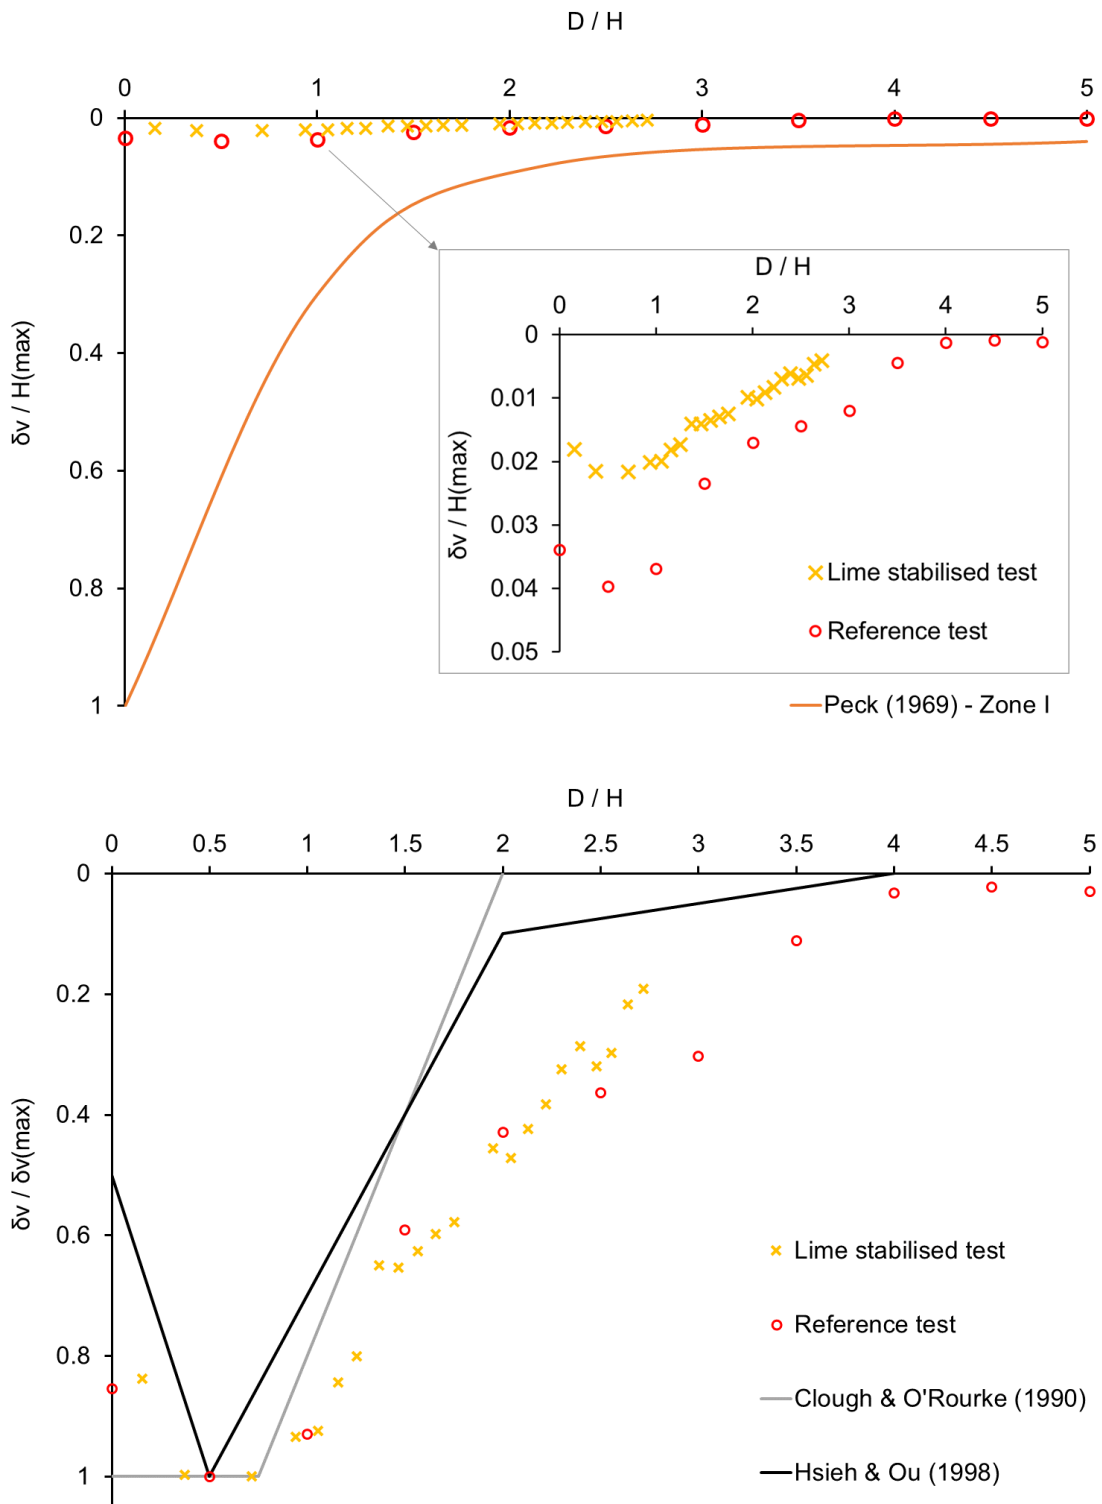 D / H
0 1 2 3 4 5
0
0.2
0.4
0.6
0.8
1
δv / H(max)
D / H
0 1 2 3 4 5
0
0.01
0.02
0.03
0.04
0.05
δv / H(max)
Lime stabilised test
Reference test
Peck (1969) - Zone I
D / H
0 0.5 1 1.5 2 2.5 3 3.5 4 4.5 5
0
0.2
0.4
0.6
0.8
1
δv / δv(max)
Lime stabilised test
Reference test
Clough & O'Rourke (1990)
Hsieh & Ou (1998)